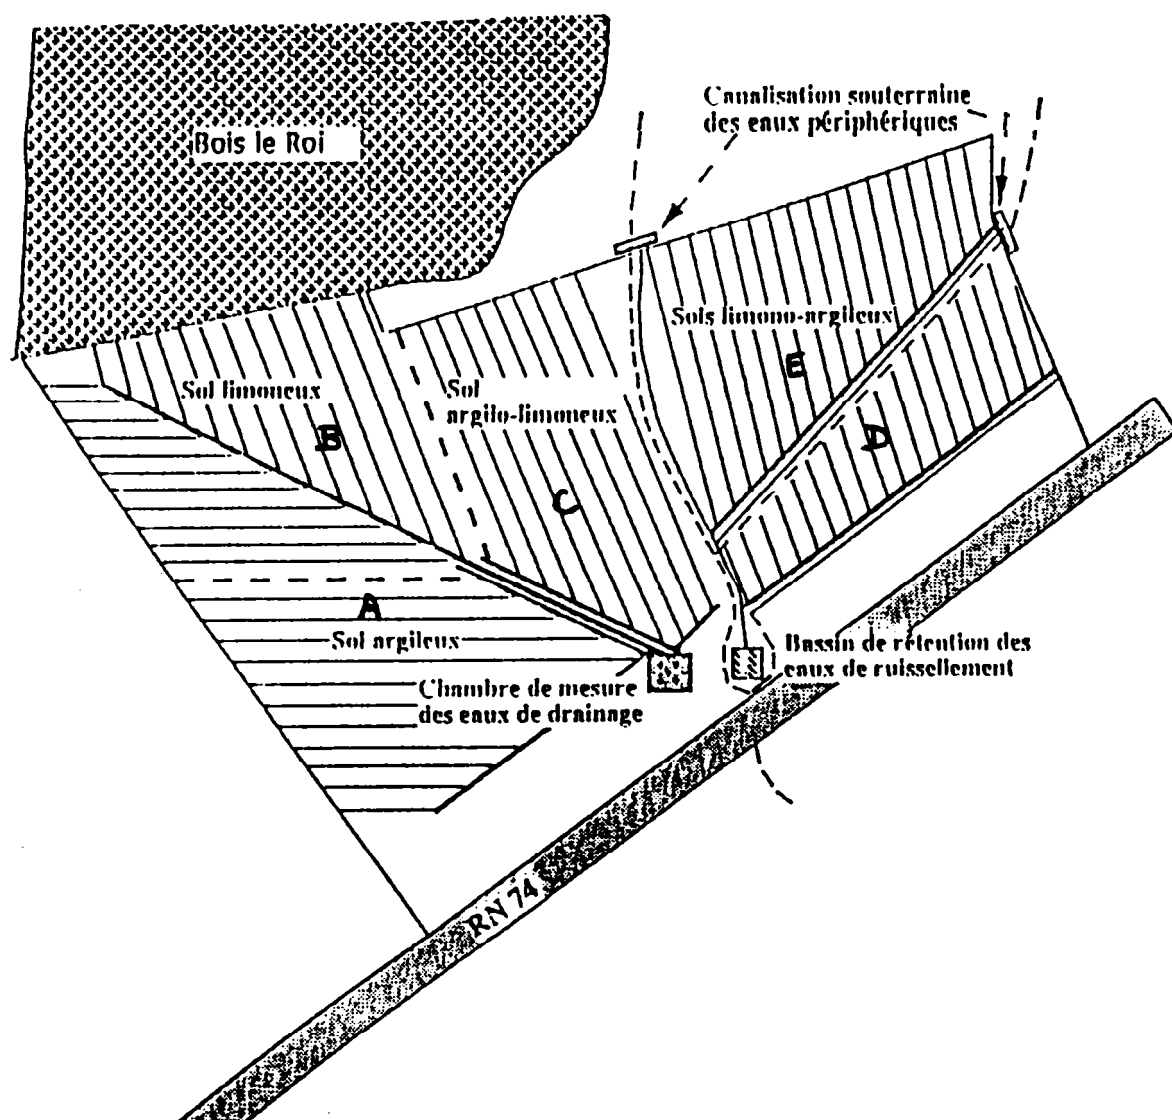 Canalisation souterraine
des eaux périphériques
Bois le Roi
Sols limono-argileux
E
Sol limoneux
B
Sol
argilo-limoneux
D
C
A
Sol argileux
Bassin de rétention des
eaux de ruissellement
Chambre de mesure
des eaux de drainage
RN 74